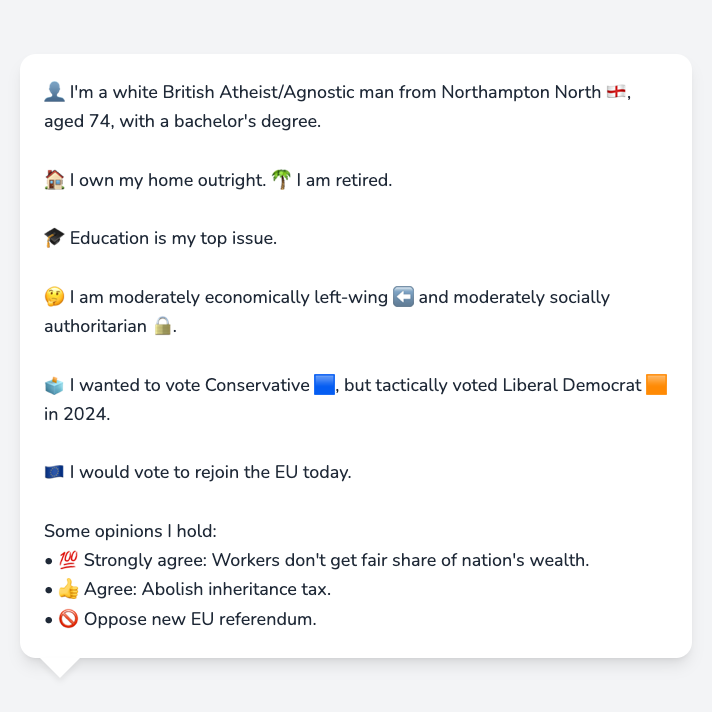 👤 I'm a white British Atheist/Agnostic man from Northampton North 🏴󠁧󠁢󠁥󠁮󠁧󠁿,
aged 74, with a bachelor's degree.
🏠 I own my home outright. 🌴 I am retired.
🎓 Education is my top issue.
🤔 I am moderately economically left-wing ⬅️ and moderately socially
authoritarian 🔒.
🗳️ I wanted to vote Conservative 🟦, but tactically voted Liberal Democrat 🟧
in 2024.
🇪🇺 I would vote to rejoin the EU today.
Some opinions I hold:
• 💯 Strongly agree: Workers don't get fair share of nation's wealth.
• 👍 Agree: Abolish inheritance tax.
• 🚫 Oppose new EU referendum.